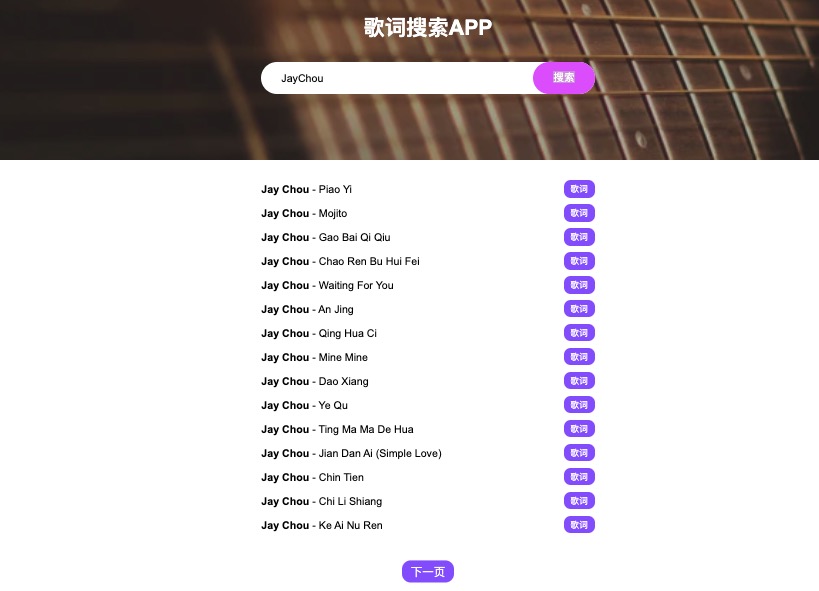 歌词搜索APP
JayChou 搜索
Jay Chou - Piao Yi 歌词
Jay Chou - Mojito 歌词
Jay Chou - Gao Bai Qi Qiu 歌词
Jay Chou - Chao Ren Bu Hui Fei 歌词
Jay Chou - Waiting For You 歌词
Jay Chou - An Jing 歌词
Jay Chou - Qing Hua Ci 歌词
Jay Chou - Mine Mine 歌词
Jay Chou - Dao Xiang 歌词
Jay Chou - Ye Qu 歌词
Jay Chou - Ting Ma Ma De Hua 歌词
Jay Chou - Jian Dan Ai (Simple Love) 歌词
Jay Chou - Chin Tien 歌词
Jay Chou - Chi Li Shiang 歌词
Jay Chou - Ke Ai Nu Ren 歌词
下一页